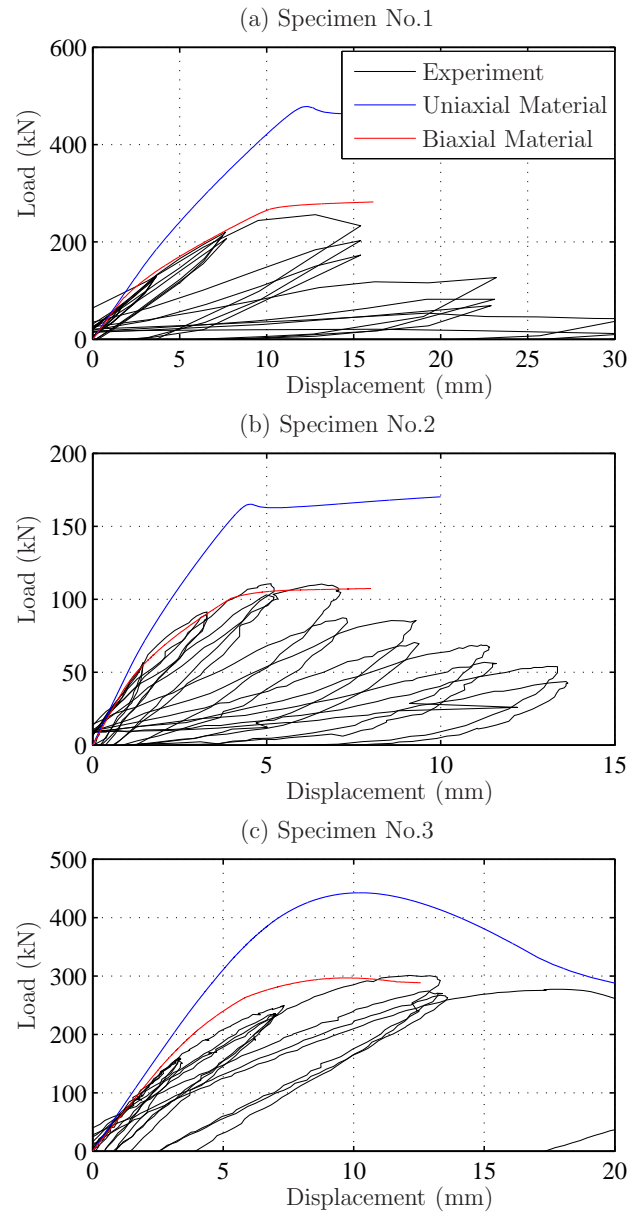 (a) Specimen No.1
600
400
200
0
Load (kN)
Experiment
Uniaxial Material
Biaxial Material
0 5 10 15 20 25 30
Displacement (mm)
(b) Specimen No.2
200
150
100
50
0
Load (kN)
0 5 10 15
Displacement (mm)
(c) Specimen No.3
500
400
300
200
100
0
Load (kN)
0 5 10 15 20
Displacement (mm)